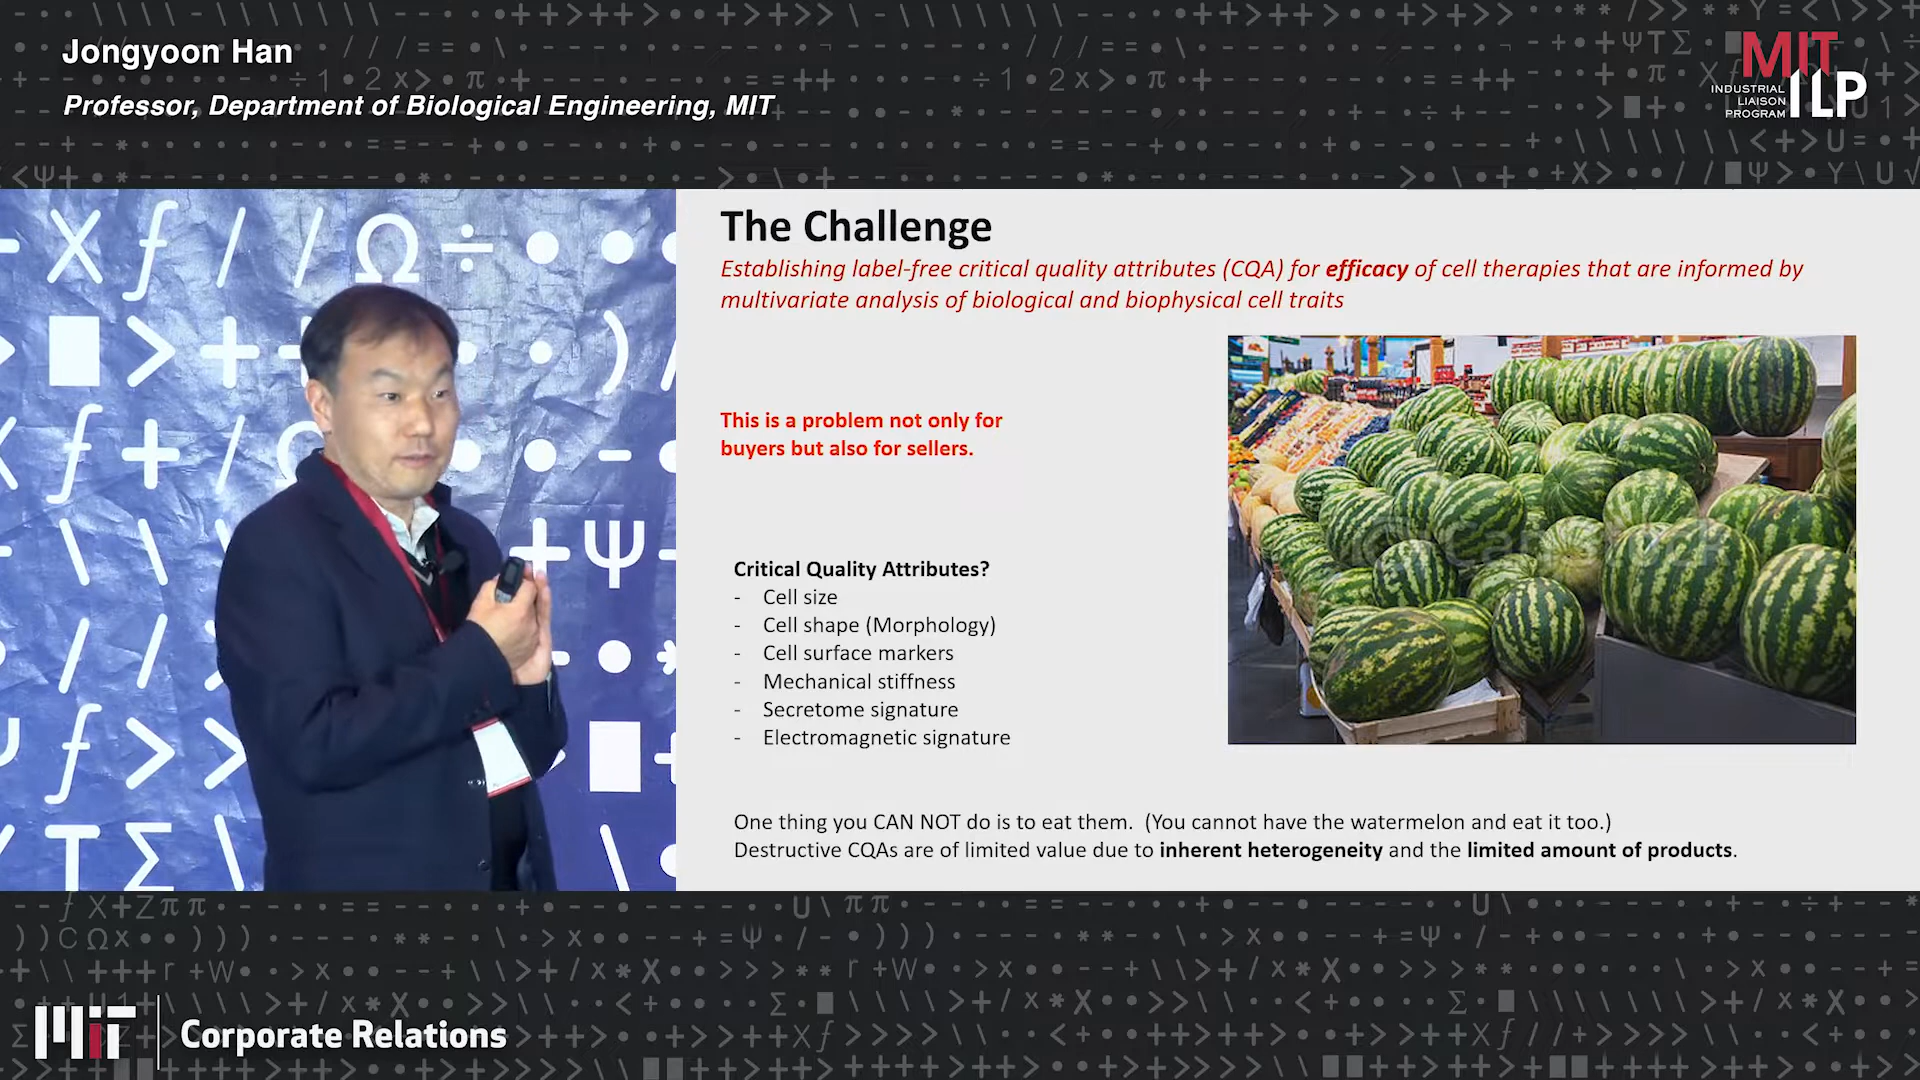 Jongyoon Han
Professor, Department of Biological Engineering, MIT
MIT
INDUSTRIAL
LIAISON
PROGRAM
ILP
The Challenge
Establishing label-free critical quality attributes (CQA) for efficacy of cell therapies that are informed by
multivariate analysis of biological and biophysical cell traits
This is a problem not only for
buyers but also for sellers.
Critical Quality Attributes?
- Cell size
- Cell shape (Morphology)
- Cell surface markers
- Mechanical stiffness
- Secretome signature
- Electromagnetic signature
One thing you CAN NOT do is to eat them. (You cannot have the watermelon and eat it too.)
Destructive CQAs are of limited value due to inherent heterogeneity and the limited amount of products.
MIT
Corporate Relations